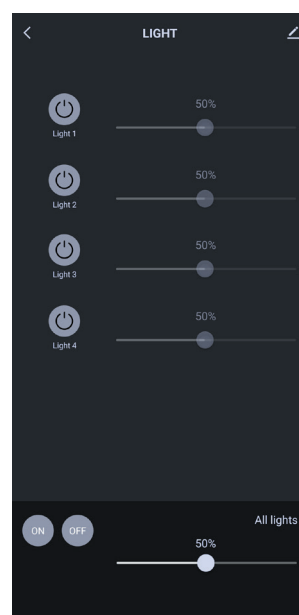 LIGHT
50%
Light 1
50%
Light 2
50%
Light 3
50%
Light 4
All lights
ON OFF
50%